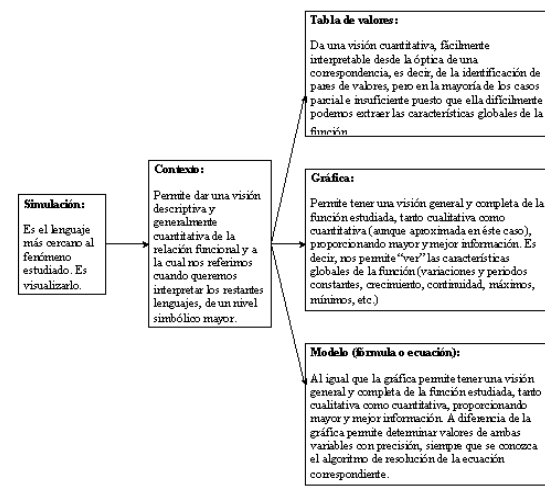 Simulación:
Es el lenguaje
más cercano al
fenómeno
estudiado. Es
visualizarlo.
Contexto:
Permite dar una visión
descriptiva y
generalmente
cuantitativa de la
relación funcional y a
la cual nos referimos
cuando queremos
interpretar los restantes
lenguajes, de un nivel
simbólico mayor.
Tabla de valores:
Da una visión cuantitativa, fácilmente
interpretable desde la óptica de una
correspondencia, es decir, de la identificación de
pares de valores, pero en la mayoría de los casos
parcial e insuficiente puesto que ella difícilmente
podemos extraer las características globales de la
función
Gráfica:
Permite tener una visión general y completa de la
función estudiada, tanto cualitativa como
cuantitativa (aunque aproximada en éste caso),
proporcionando mayor y mejor información. Es
decir, nos permite “ver” las características
globales de la función (variaciones y periodos
constantes, crecimiento, continuidad, máximos,
mínimos, etc.)
Modelo (fórmula o ecuación):
Al igual que la gráfica permite tener una visión
general y completa de la función estudiada, tanto
cualitativa como cuantitativa, proporcionando
mayor y mejor información. A diferencia de la
gráfica permite determinar valores de ambas
variables con precisión, siempre que se conozca
el algoritmo de resolución de la ecuación
correspondiente.